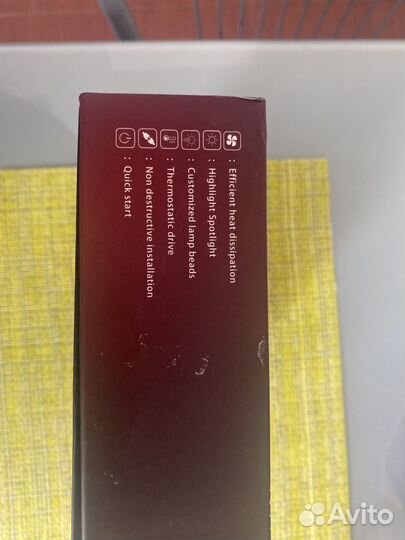 : Efficient heat dissipation
: Highlight Spotlight
: Customized lamp beads
: Thermostatic drive
: Non destructive installation
: Quick start
Avito